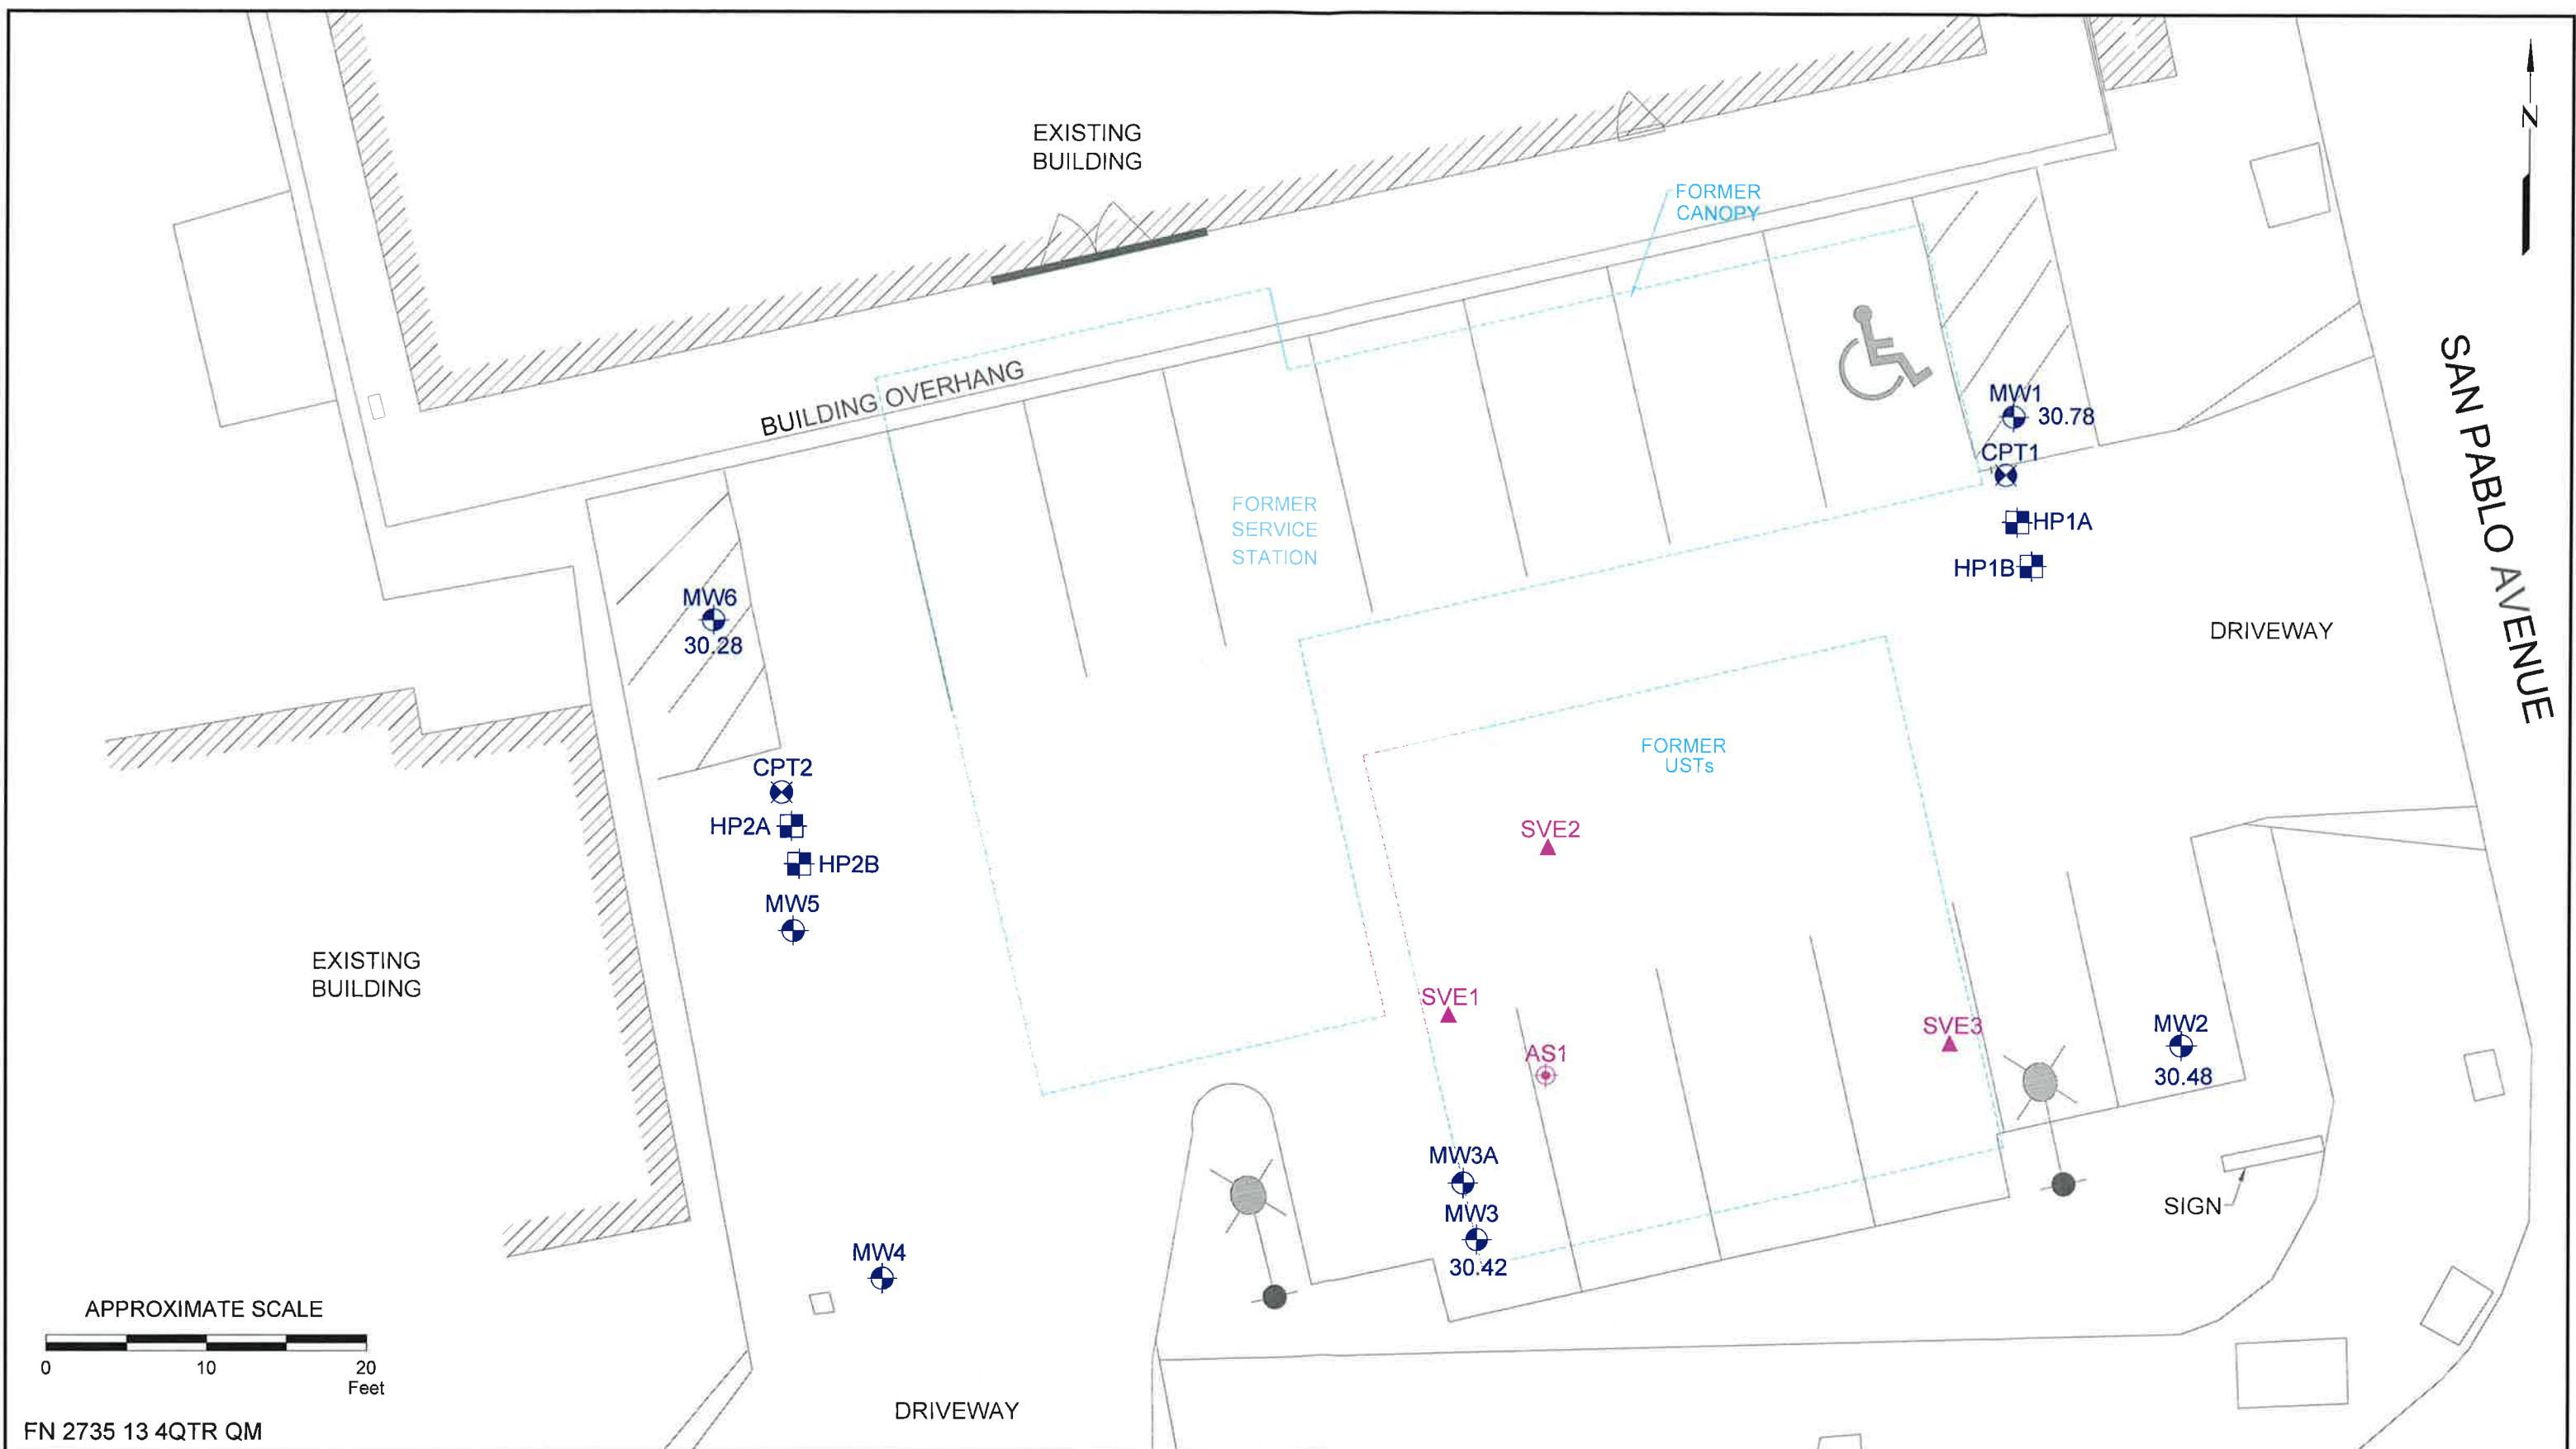 EXISTING
BUILDING
N
FORMER
CANOPY
BUILDING OVERHANG
SAN PABLO AVENUE
MW1
30.78
CPT1
FORMER
SERVICE
STATION
HP1A
HP1B
DRIVEWAY
MW6
30.28
FORMER
USTs
CPT2
HP2A
HP2B
SVE2
MW5
EXISTING
BUILDING
SVE1
SVE3
MW2
30.48
AS1
MW3A
MW3
30.42
SIGN
MW4
APPROXIMATE SCALE
0 10 20
Feet
DRIVEWAY
FN 2735 13 4QTR QM